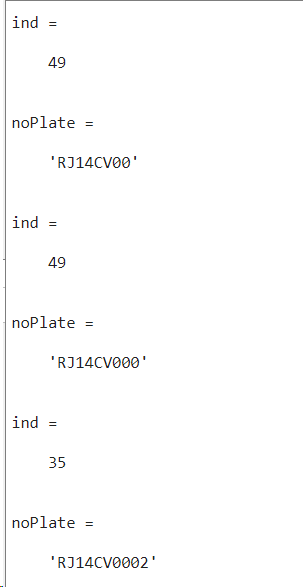 ind =
49
noPlate =
'RJ14CV00'
ind =
49
noPlate =
'RJ14CV000'
ind =
35
noPlate =
'RJ14CV0002'